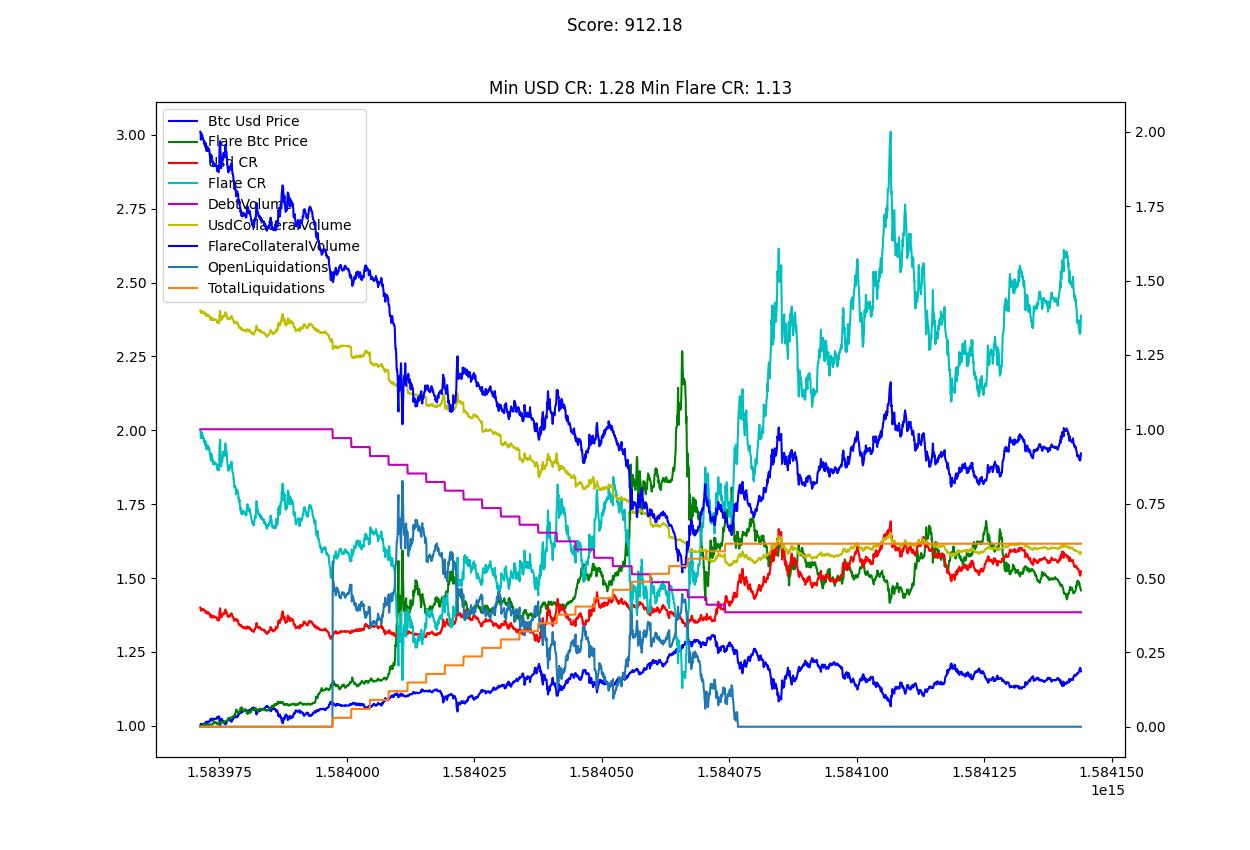 Score: 912.18
Min USD CR: 1.28 Min Flare CR: 1.13
Btc Usd Price
Flare Btc Price
Usd CR
Flare CR
DebtVolume
UsdCollateralVolume
FlareCollateralVolume
OpenLiquidations
TotalLiquidations
3.00
2.75
2.50
2.25
2.00
1.75
1.50
1.25
1.00
2.00
1.75
1.50
1.25
1.00
0.75
0.50
0.25
0.00
1.583975
1.584000
1.584025
1.584050
1.584075
1.584100
1.584125
1.584150
1e15